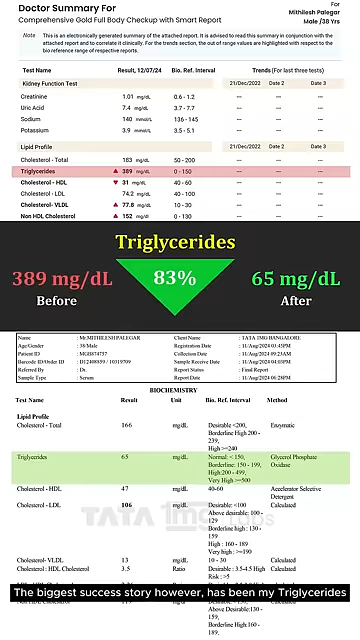 Doctor Summary For
Comprehensive Gold Full Body Checkup with Smart Report
For
Mithilesh Palegar
Male /38 Yrs
Note This is an electronically generated summary of the attached report. It is advised to read this summary in conjunction with the
attached report and to correlate it clinically. For the trends section, the out of range values are highlighted with respect to the
bio reference range of respective reports.
Test Name Result, 12/07/24 Bio. Ref. Interval Trends (For last three tests)
Kidney Function Test 21/Dec/2022 Date 2 Date 3
Creatinine 1.01 mg/dL 0.6 - 1.2 --- --- ---
Uric Acid 7.4 mg/dL 3.7 - 7.7 --- --- ---
Sodium 140 mmol/L 136 - 145 --- --- ---
Potassium 3.9 mmol/L 3.5 - 5.1 --- --- ---
Lipid Profile 21/Dec/2022 Date 2 Date 3
Cholesterol - Total 183 mg/dL 50 - 200 --- --- ---
Triglycerides ▲ 389 mg/dL 0 - 150 --- --- ---
Cholesterol - HDL ▼ 31 mg/dL 40 - 60 --- --- ---
Cholesterol - LDL 74.2 mg/dL 40 - 100 --- --- ---
Cholesterol- VLDL ▲ 77.8 mg/dL 10 - 30 --- --- ---
Non HDL Cholesterol ▲ 152 mg/dL 0 - 130 --- --- ---
Triglycerides
389 mg/dL 83% 65 mg/dL
Before After
Name : Mr.MITHILESH PALEGAR Client Name : TATA 1MG BANGALORE
Age/Gender : 38/Male Registration Date : 11/Aug/2024 03:45PM
Patient ID : MGH874757 Collection Date : 11/Aug/2024 09:23AM
Barcode ID/Order ID : D12408859 / 10319709 Sample Receive Date : 11/Aug/2024 04:03PM
Referred By : Dr. Report Status : Final Report
Sample Type : Serum Report Date : 11/Aug/2024 06:28PM
BIOCHEMISTRY
Test Name Result Unit Bio. Ref. Interval Method
Lipid Profile
Cholesterol - Total 166 mg/dL Desirable <200, Enzymatic
Borderline High 200 -
239,
High >=240
Triglycerides 65 mg/dL Normal: < 150, Glycerol Phosphate
Borderline: 150 - 199, Oxidase
High:200 - 499,
Very High >=500
Cholesterol - HDL 47 mg/dL 40-60 Accelerator Selective
Detergent
Cholesterol - LDL 106 mg/dL Desirable: <100 Calculated
Above desirable: 100 -
129
Borderline high : 130
- 159
High : 160 - 189
Very high : >=190
TATA 1mg Labs
Cholesterol- VLDL 13 mg/dL 10 - 30 Calculated
Cholesterol : HDL Cholesterol 3.5 Ratio Desirable : 3.5-4.5 High Calculated
Risk : >5
The biggest success story however, has been my Triglycerides
Above Desirable:130 -
159,
Borderline High:160 -
189,